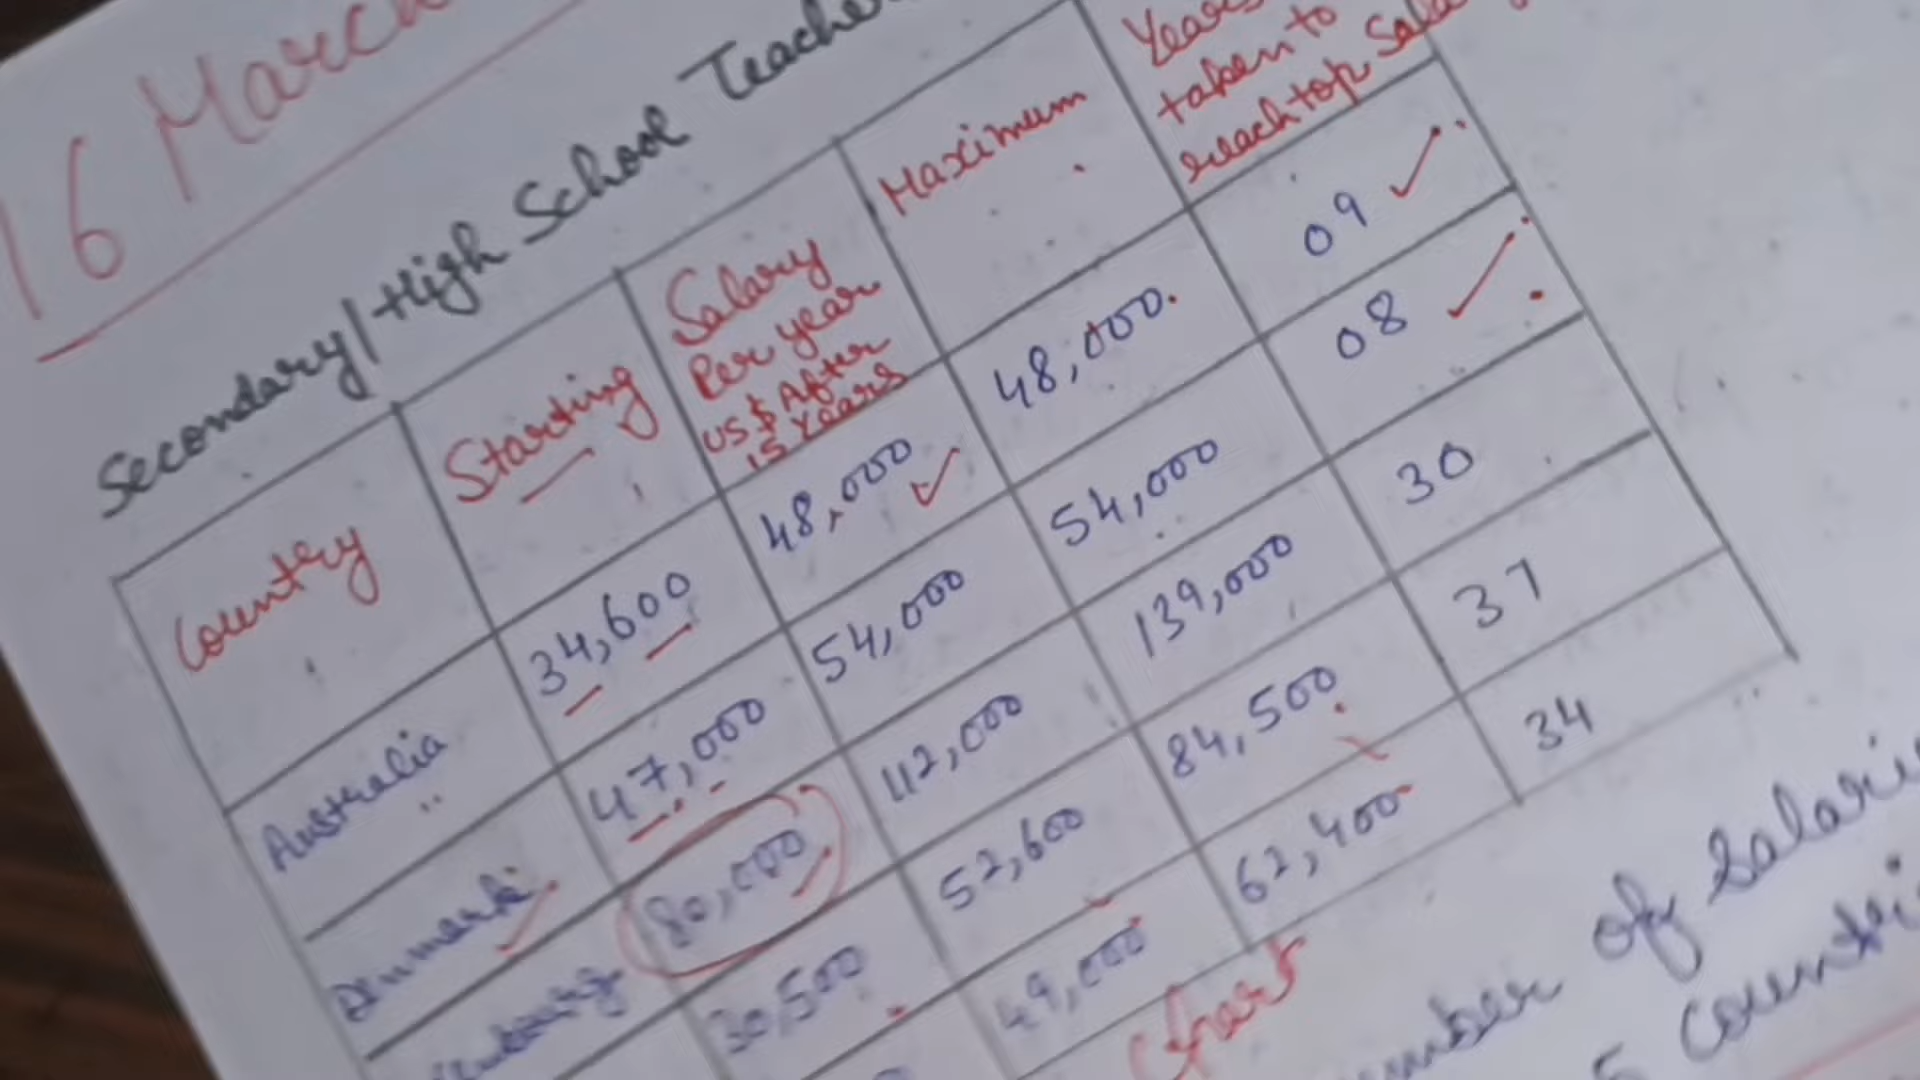 16 March
Secondary/High School Teacher
Country Starting Salary Per year US $ After 15 Years Maximum Years taken to reach top
Australia 34,600 48,000 48,000 09
Denmark 47,000 54,000 54,000 08
80,000 112,000 139,000 30
30,500 52,600 84,500 37
49,000 62,400 34
Chart
of Salari
5 Countri